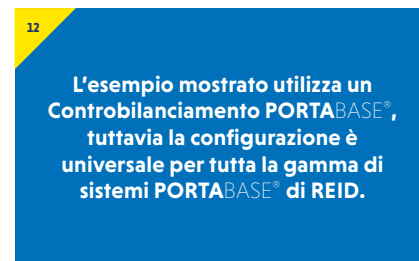 12
L'esempio mostrato utilizza un
Controbilanciamento PORTABASE®,
tuttavia la configurazione è
universale per tutta la gamma di
sistemi PORTABASE® di REID.